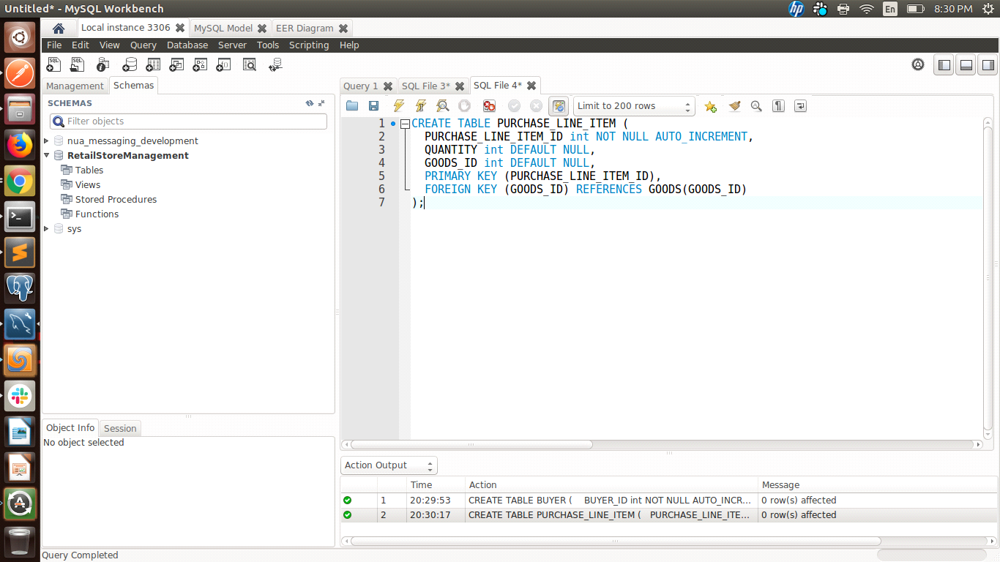 Untitled* - MySQL Workbench
hp
En
8:30 PM
Local instance 3306
MySQL Model
EER Diagram
File Edit View Query Database Server Tools Scripting Help
Management
Schemas
SCHEMAS
Filter objects
nua_messaging_development
RetailStoreManagement
Tables
Views
Stored Procedures
Functions
sys
Object Info
Session
No object selected
Query 1
SQL File 3*
SQL File 4*
Limit to 200 rows
1 CREATE TABLE PURCHASE_LINE_ITEM (
2 PURCHASE_LINE_ITEM_ID int NOT NULL AUTO_INCREMENT,
3 QUANTITY int DEFAULT NULL,
4 GOODS_ID int DEFAULT NULL,
5 PRIMARY KEY (PURCHASE_LINE_ITEM_ID),
6 FOREIGN KEY (GOODS_ID) REFERENCES GOODS(GOODS_ID)
7 );
Action Output
Time Action Message
1 20:29:53 CREATE TABLE BUYER ( BUYER_ID int NOT NULL AUTO_INCR... 0 row(s) affected
2 20:30:17 CREATE TABLE PURCHASE_LINE_ITEM ( PURCHASE_LINE_ITE... 0 row(s) affected
Query Completed